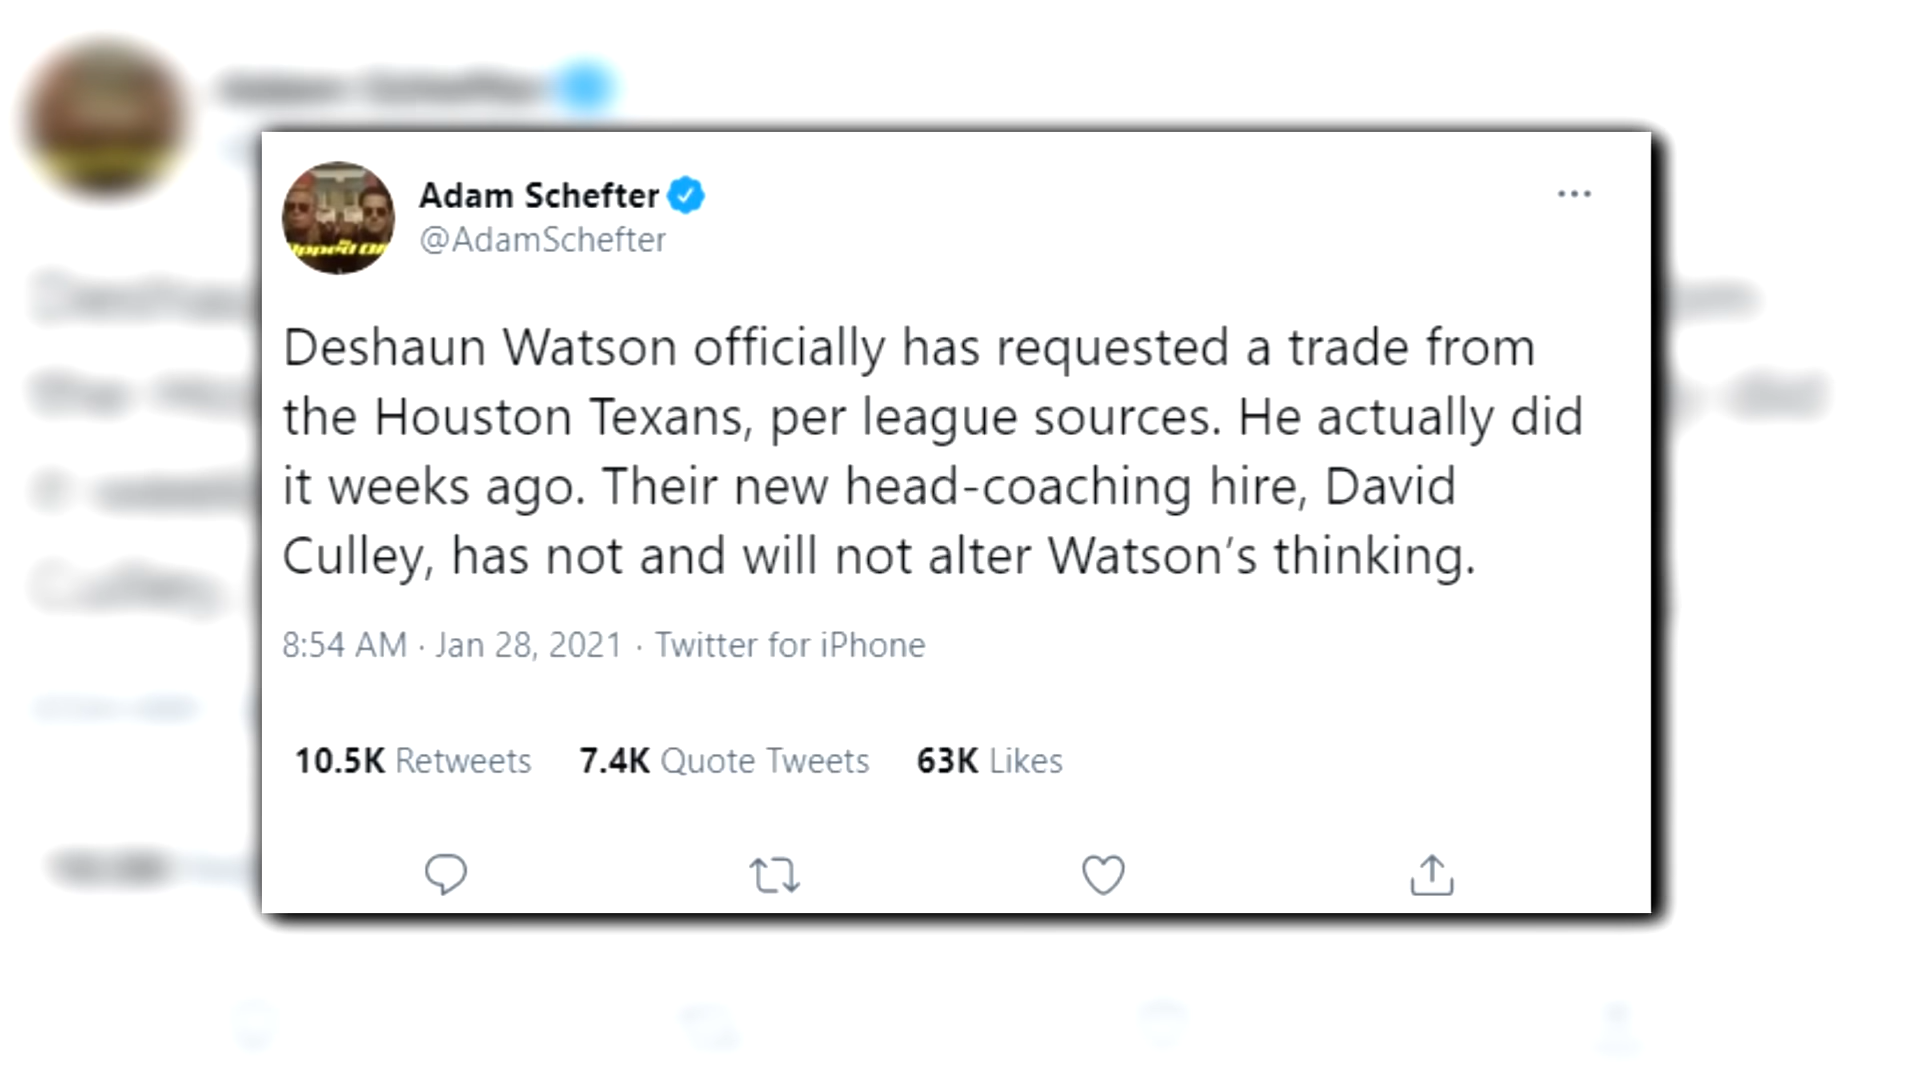 Adam Schefter
@AdamSchefter
Deshaun Watson officially has requested a trade from
the Houston Texans, per league sources. He actually did
it weeks ago. Their new head-coaching hire, David
Culley, has not and will not alter Watson’s thinking.
8:54 AM · Jan 28, 2021 · Twitter for iPhone
10.5K Retweets 7.4K Quote Tweets 63K Likes